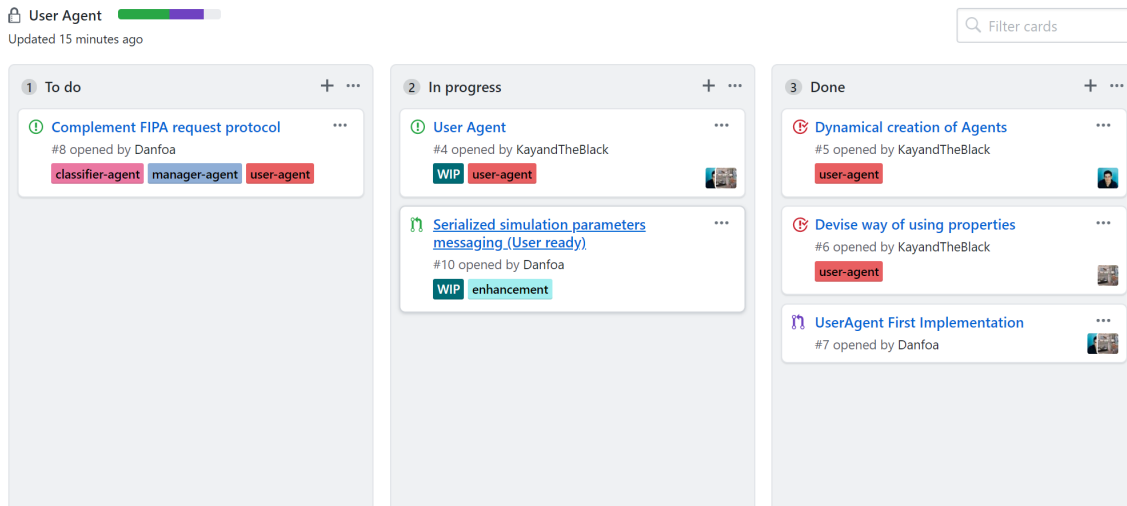 User Agent
Updated 15 minutes ago
Filter cards
1 To do
Complement FIPA request protocol
#8 opened by Danfoa
classifier-agent manager-agent user-agent
2 In progress
User Agent
#4 opened by KayandTheBlack
WIP user-agent
Serialized simulation parameters
messaging (User ready)
#10 opened by Danfoa
WIP enhancement
3 Done
Dynamical creation of Agents
#5 opened by KayandTheBlack
user-agent
Devise way of using properties
#6 opened by KayandTheBlack
user-agent
UserAgent First Implementation
#7 opened by Danfoa